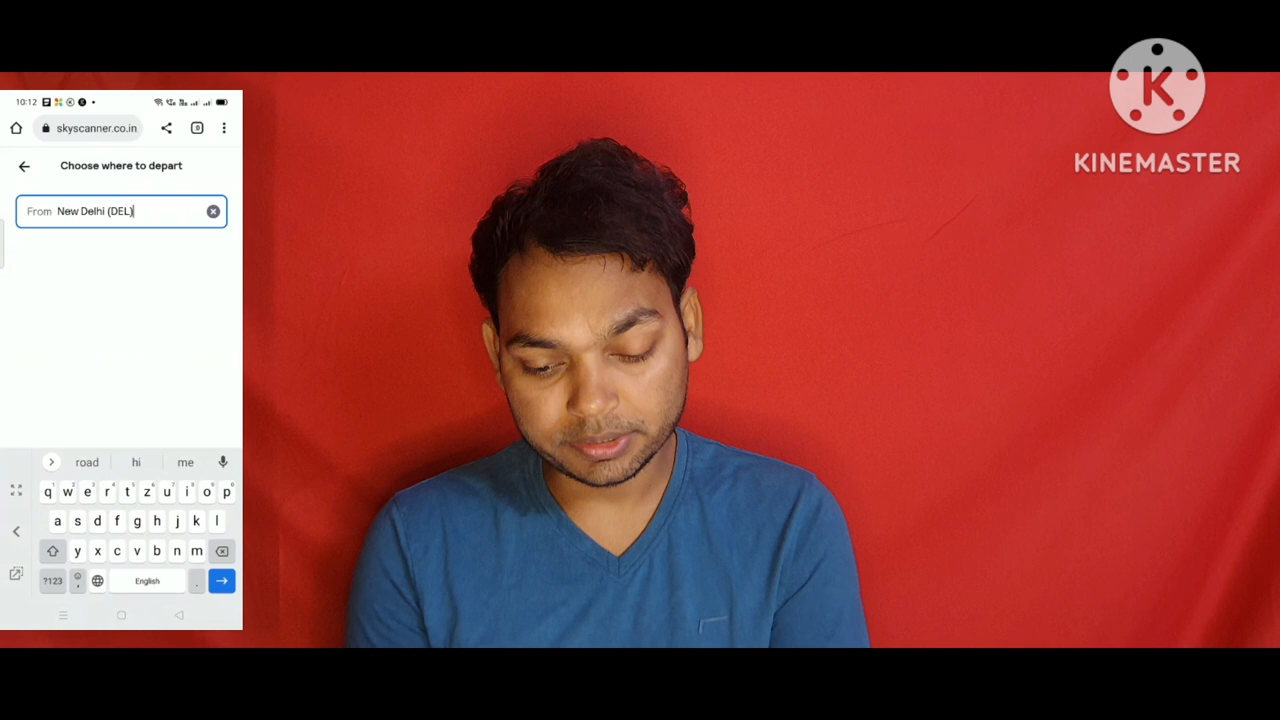 10:12
skyscanner.co.in
Choose where to depart
From New Delhi (DEL)
road hi me
q w e r t z u i o p
a s d f g h j k l
y x c v b n m
?123 , English .
KINEMASTER